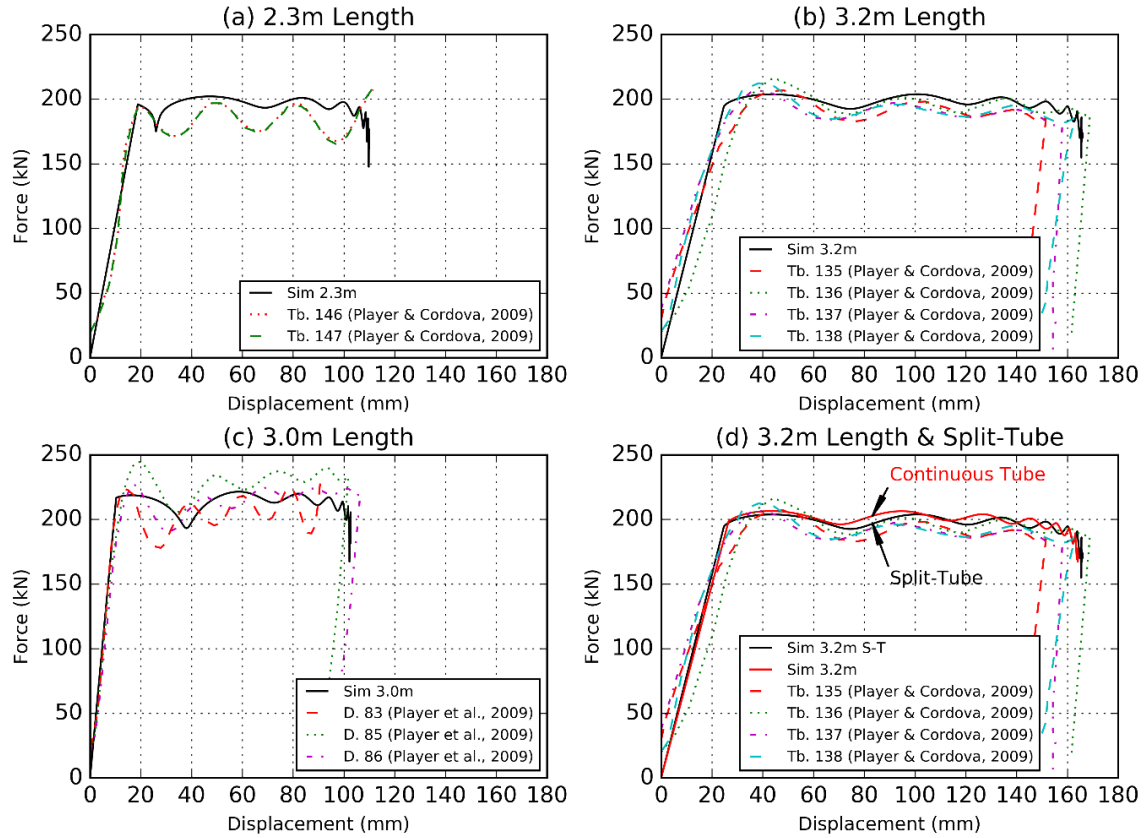 (a) 2.3m Length
250
200
150
100
50
0
Force (kN)
Sim 2.3m
Tb. 146 (Player & Cordova, 2009)
Tb. 147 (Player & Cordova, 2009)
0 20 40 60 80 100 120 140 160 180
Displacement (mm)
(b) 3.2m Length
250
200
150
100
50
0
Force (kN)
Sim 3.2m
Tb. 135 (Player & Cordova, 2009)
Tb. 136 (Player & Cordova, 2009)
Tb. 137 (Player & Cordova, 2009)
Tb. 138 (Player & Cordova, 2009)
0 20 40 60 80 100 120 140 160 180
Displacement (mm)
(c) 3.0m Length
250
200
150
100
50
0
Force (kN)
Sim 3.0m
D. 83 (Player et al., 2009)
D. 85 (Player et al., 2009)
D. 86 (Player et al., 2009)
0 20 40 60 80 100 120 140 160 180
Displacement (mm)
(d) 3.2m Length & Split-Tube
250
200
150
100
50
0
Force (kN)
Continuous Tube
Split-Tube
Sim 3.2m S-T
Sim 3.2m
Tb. 135 (Player & Cordova, 2009)
Tb. 136 (Player & Cordova, 2009)
Tb. 137 (Player & Cordova, 2009)
Tb. 138 (Player & Cordova, 2009)
0 20 40 60 80 100 120 140 160 180
Displacement (mm)